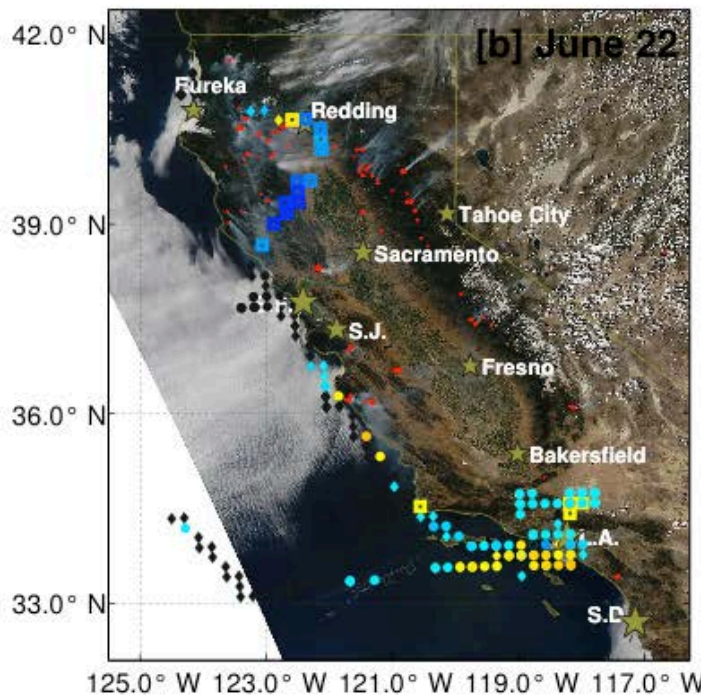 42.0° N
[b] June 22
Eureka
Redding
39.0° N
Tahoe City
Sacramento
S.J.
Fresno
36.0° N
Bakersfield
L.A.
33.0° N
S.D
125.0° W 123.0° W 121.0° W 119.0° W 117.0° W